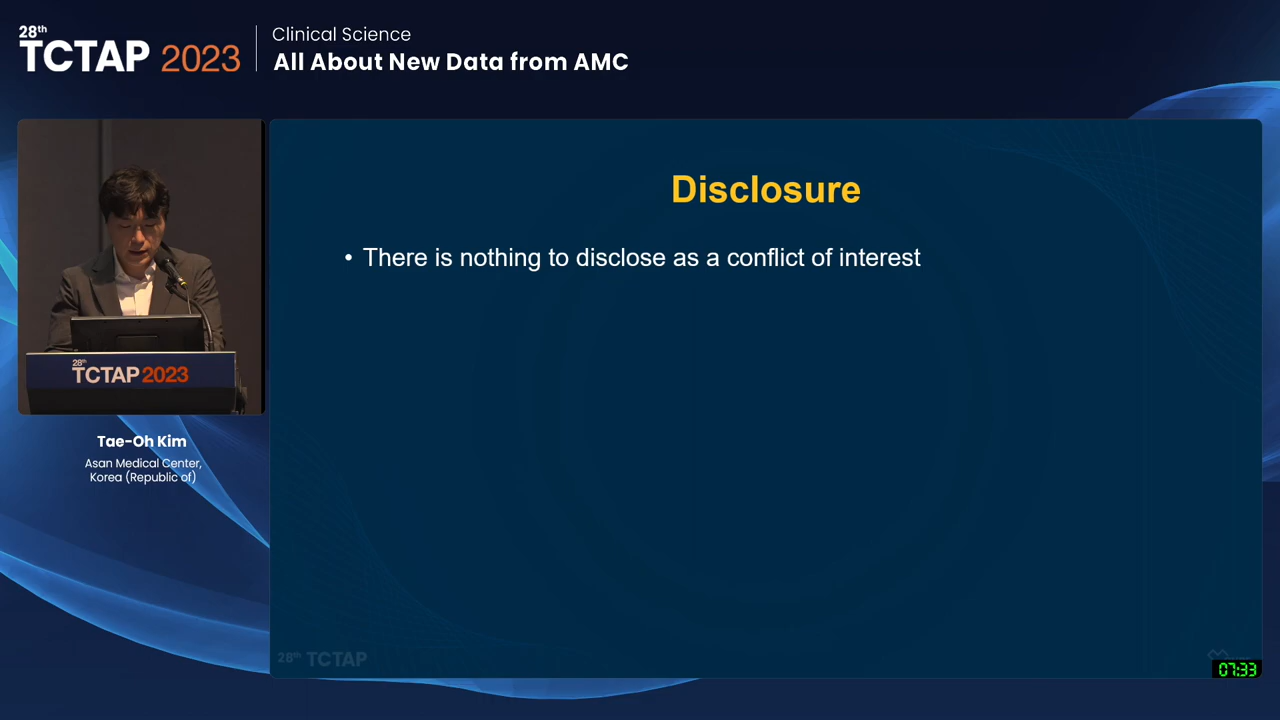 28th
TCTAP 2023
Clinical Science
All About New Data from AMC
Disclosure
• There is nothing to disclose as a conflict of interest
28th
TCTAP 2023
Tae-Oh Kim
Asan Medical Center,
Korea (Republic of)
28th TCTAP
07:33